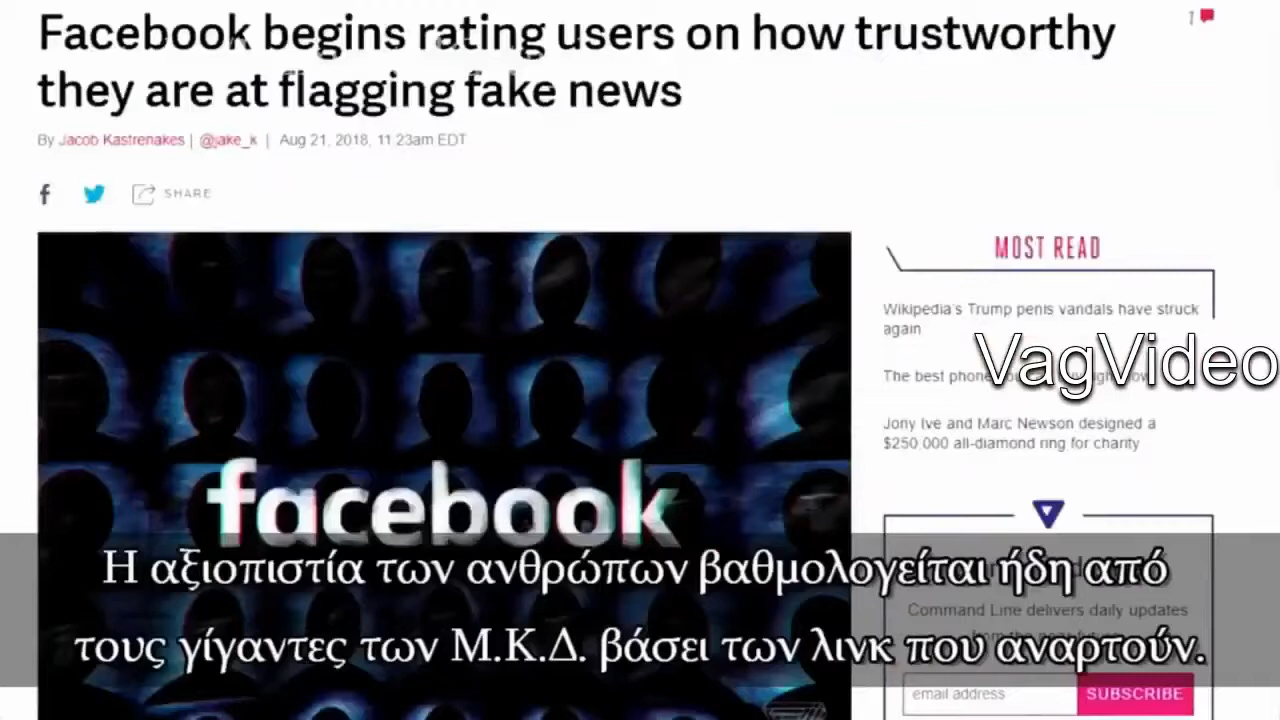 Facebook begins rating users on how trustworthy
they are at flagging fake news
1
By Jacob Kastrenakes | @jake_k | Aug 21, 2018, 11:23am EDT
SHARE
MOST READ
Wikipedia's Trump penis vandals have struck
again
VagVideo
The best phone
Jony Ive and Marc Newson designed a
$250,000 all-diamond ring for charity
facebook
Η αξιοπιστία των ανθρώπων βαθμολογείται ήδη από
Command Line delivers daily updates
τους γίγαντες των Μ.Κ.Δ. βάσει των λινκ που αναρτούν.
email address
SUBSCRIBE